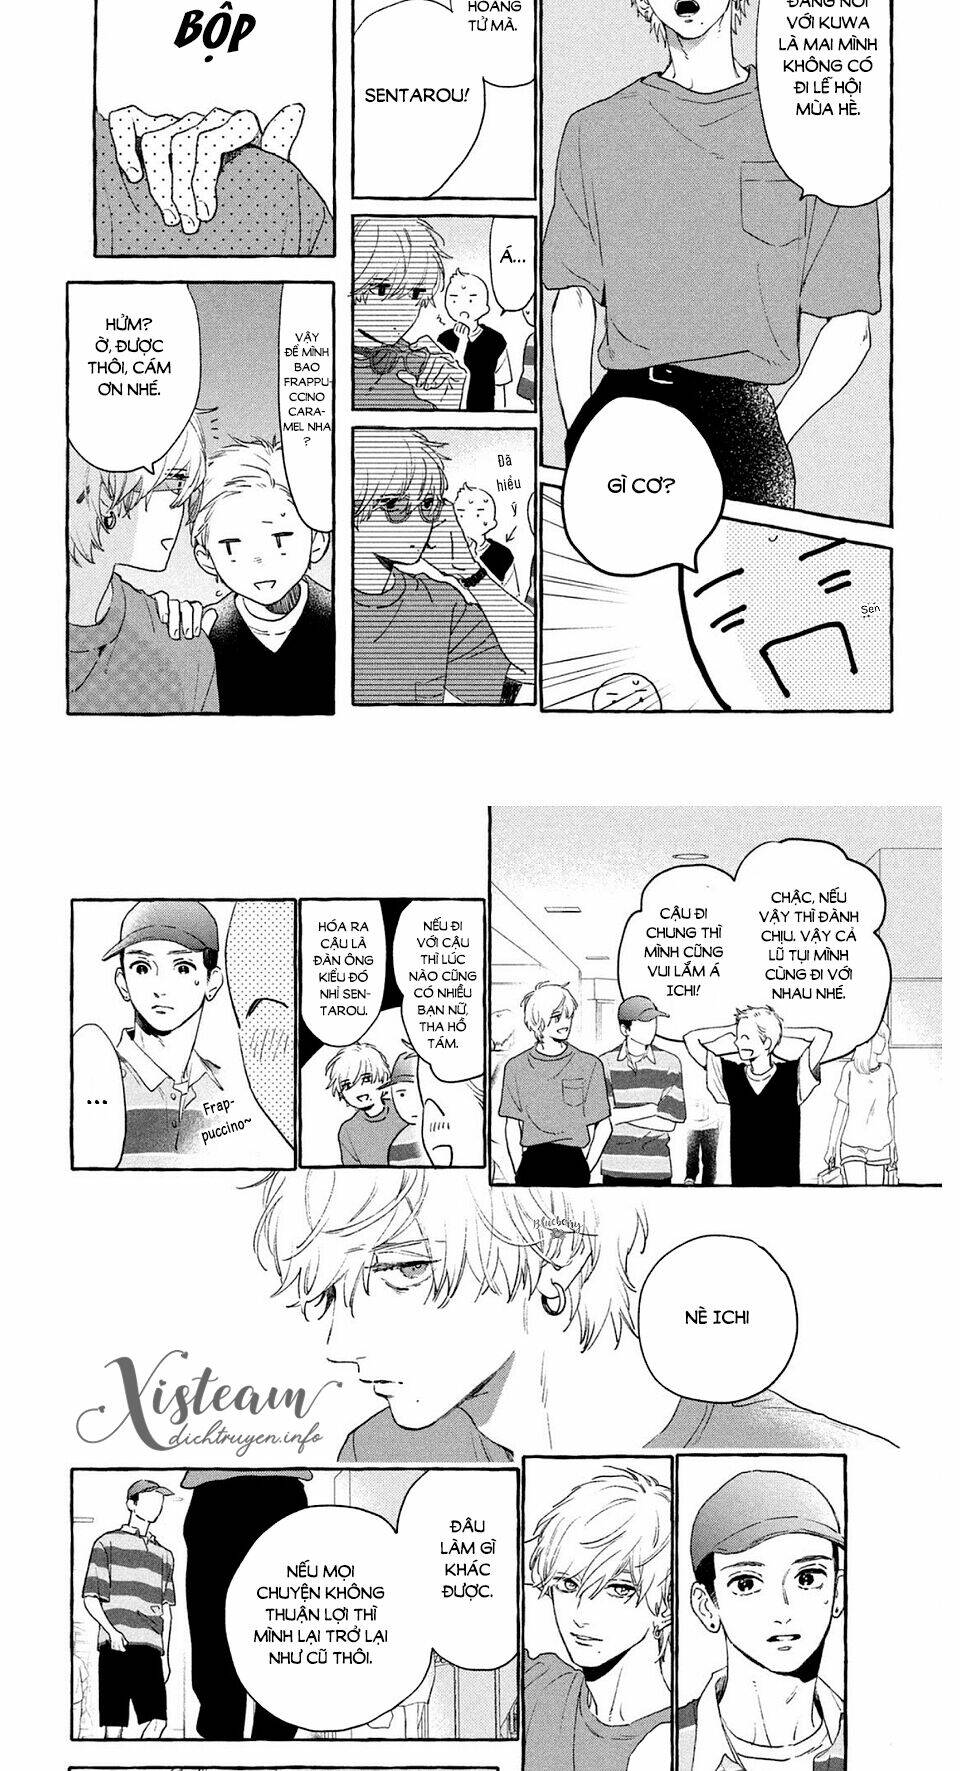 ĐANG NÓI
VỚI KUWA
LÀ MAI MÌNH
KHÔNG CÓ
ĐI LỄ HỘI
MÙA HÈ.
HOÀNG
TỬ MÀ.
SENTAROU!
BỘP
Á...
GÌ CƠ?
Sến
Đã
hiểu
ý
VẬY
ĐỂ MÌNH
BAO
FRAPPU-
CCINO
CARA-
MEL NHA
?
HỬM?
Ờ, ĐƯỢC
THÔI, CÁM
ƠN NHÉ.
CHẬC, NẾU
VẬY THÌ ĐÀNH
CHỊU. VẬY CẢ
LŨ TỤI MÌNH
CÙNG ĐI VỚI
NHAU NHÉ.
CẬU ĐI
CHUNG THÌ
MÌNH CŨNG
VUI LẮM Á
ICHI!
NẾU ĐI
VỚI CẬU
THÌ LÚC
NÀO CŨNG
CÓ NHIỀU
BẠN NỮ,
THA HỒ
TÁM.
HÓA RA
CẬU LÀ
ĐÀN ÔNG
KIỂU ĐÓ
NHỈ SEN-
TAROU.
Frap-
puccino~
...
Blueberry
NÈ ICHI
Xisteam
dichtruyen.info
ĐÂU
LÀM GÌ
KHÁC
ĐƯỢC.
NẾU MỌI
CHUYỆN KHÔNG
THUẬN LỢI THÌ
MÌNH LẠI TRỞ LẠI
NHƯ CŨ THÔI.